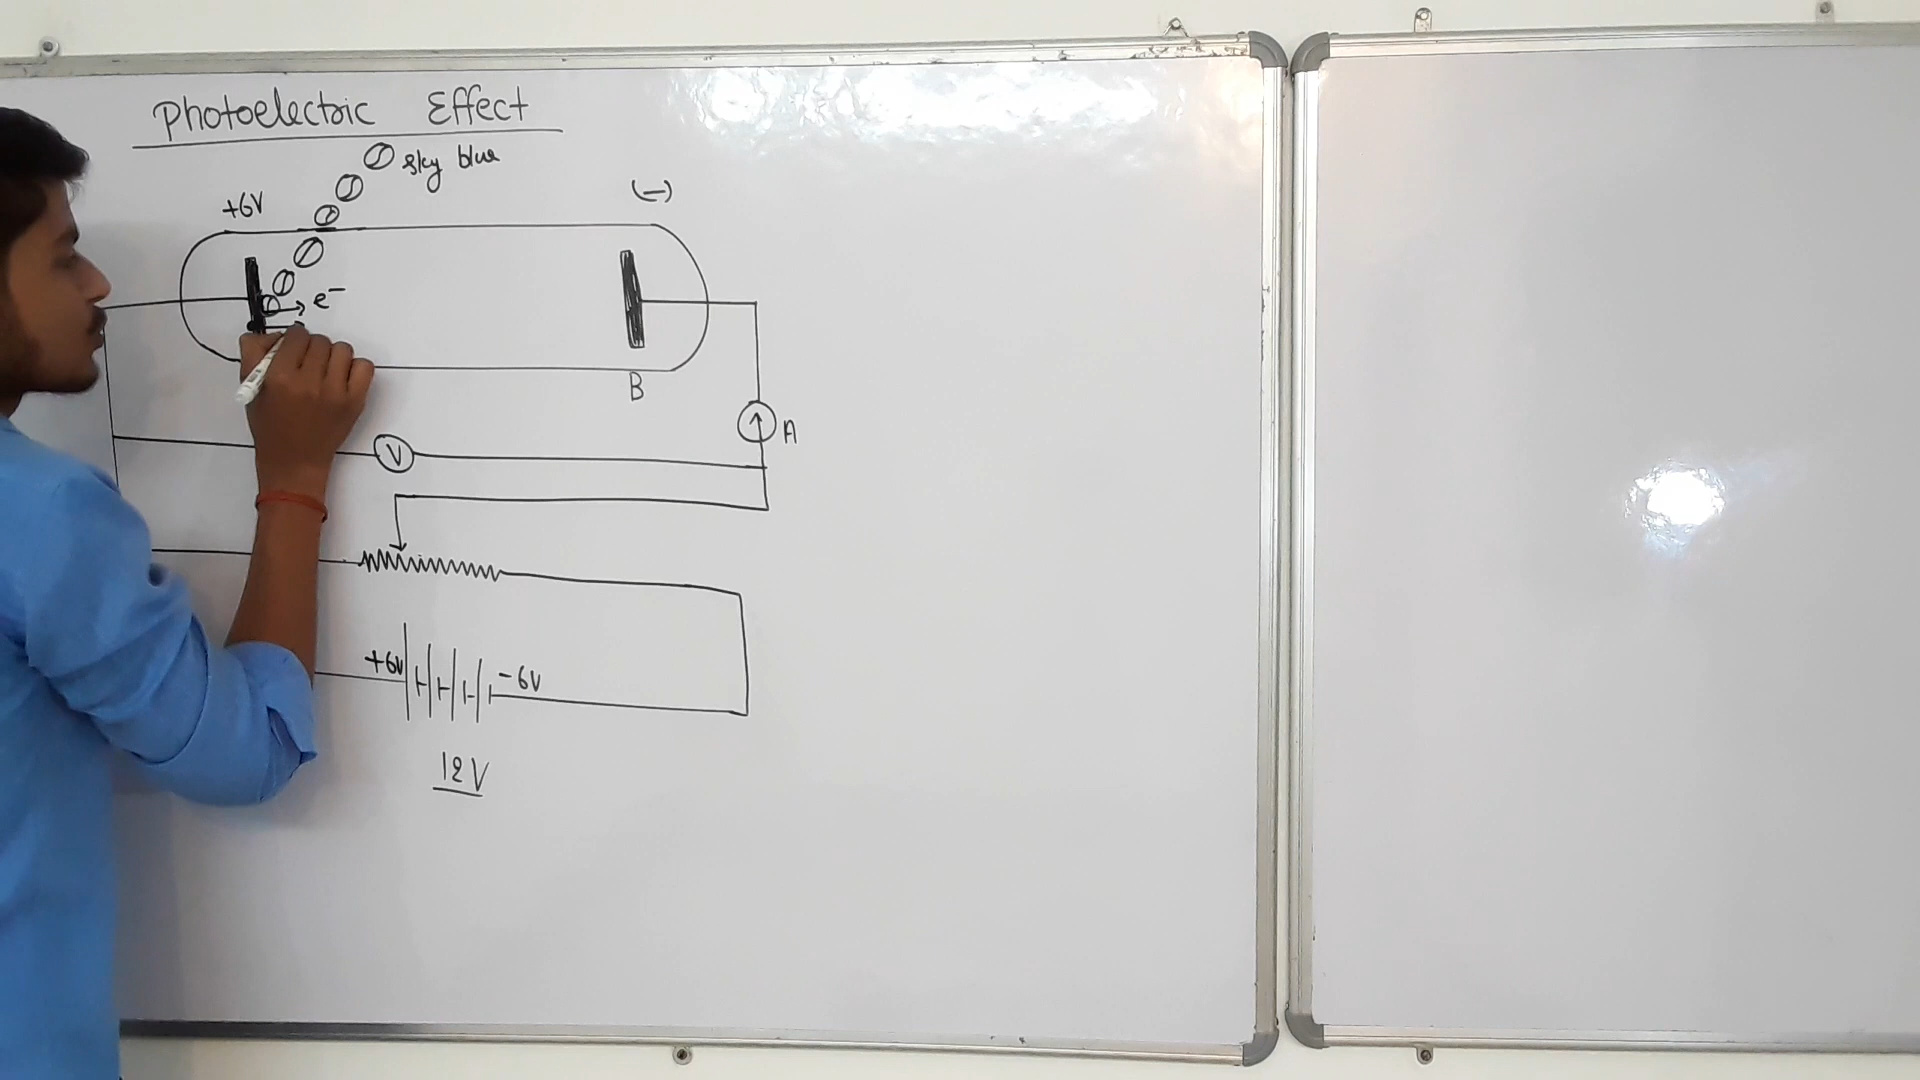 Photoelectric Effect
sky blue
+6V
(−)
e⁻
B
A
V
+6v
-6v
12V